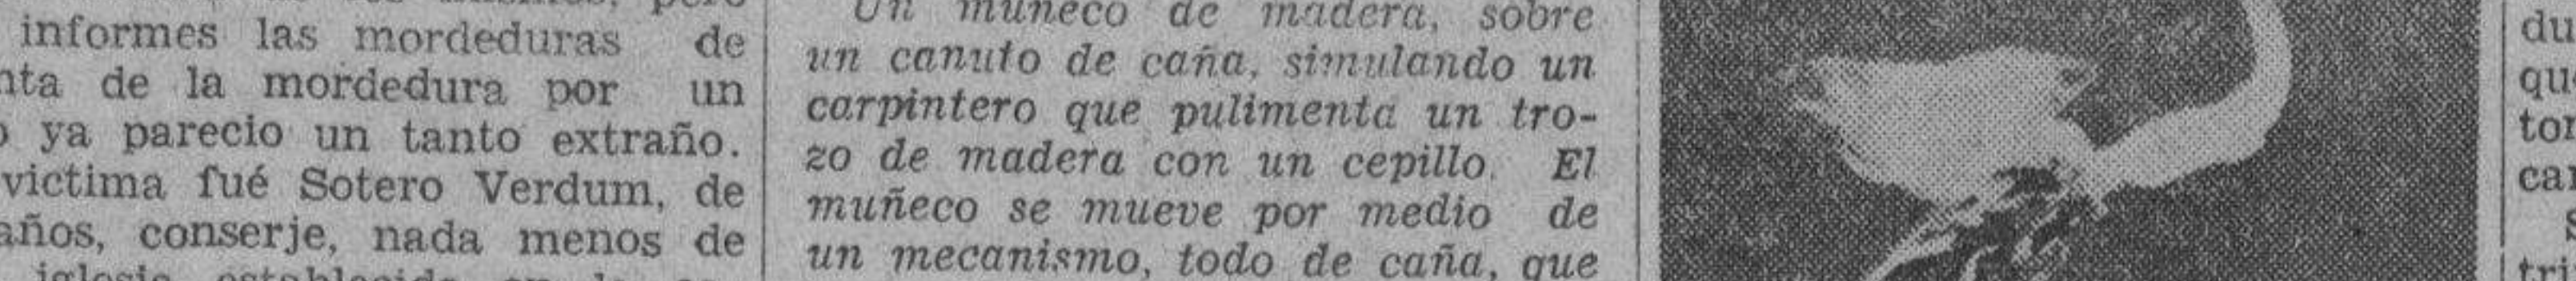 informes las mordeduras de
de la mordedura por un
ya parecio un tanto extraño.
victima fué Sotero Verdum, de
años, conserje, nada menos de
Un muñeco de madera, sobre
un canuto de caña, simulando un
carpintero que pulimenta un tro-
zo de madera con un cepillo. El
muñeco se mueve por medio de
un mecanismo, todo de caña, que
du
qu
tor
car
tri